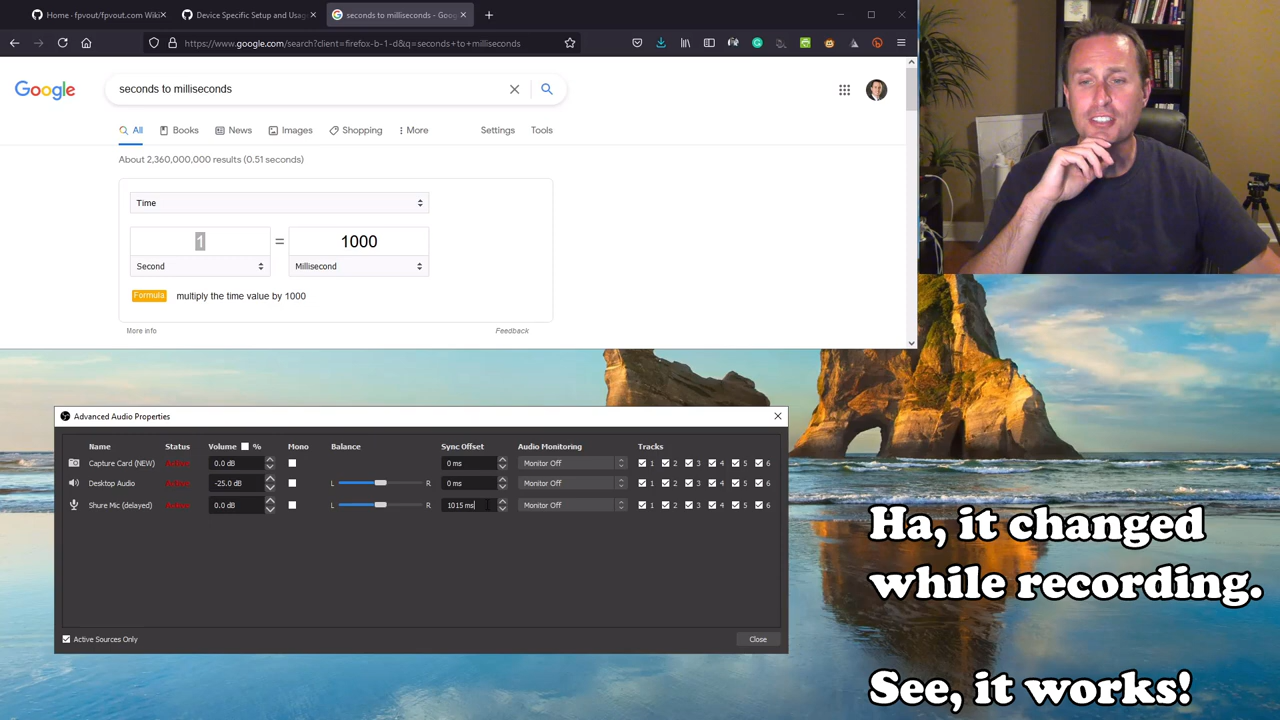 Home · fpvout/fpvout.com Wiki
Device Specific Setup and Usag
seconds to milliseconds - Goog
https://www.google.com/search?client=firefox-b-1-d&q=seconds+to+milliseconds
Google
seconds to milliseconds
All
Books
News
Images
Shopping
More
Settings
Tools
About 2,360,000,000 results (0.51 seconds)
Time
1 = 1000
Second
Millisecond
Formula multiply the time value by 1000
More info
Feedback
Advanced Audio Properties
Name Status Volume % Mono Balance Sync Offset Audio Monitoring Tracks
Capture Card (NEW) Active 0.0 dB 0 ms Monitor Off 1 2 3 4 5 6
Desktop Audio Active -25.0 dB L R 0 ms Monitor Off 1 2 3 4 5 6
Shure Mic (delayed) Active 0.0 dB L R 1015 ms Monitor Off 1 2 3 4 5 6
Active Sources Only
Close
Ha, it changed
while recording.
See, it works!